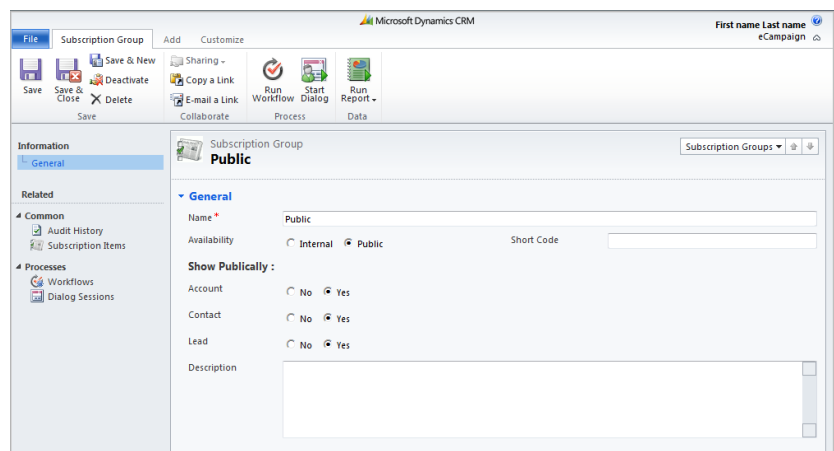 Microsoft Dynamics CRM
First name Last name
eCampaign
File
Subscription Group
Add
Customize
Save
Save & Close
Save & New
Deactivate
Delete
Save
Sharing
Copy a Link
E-mail a Link
Collaborate
Run Workflow
Start Dialog
Process
Run Report
Data
Information
General
Related
Common
Audit History
Subscription Items
Processes
Workflows
Dialog Sessions
Subscription Group
Public
Subscription Groups
General
Name *
Public
Availability
Internal
Public
Short Code
Show Publically :
Account
No
Yes
Contact
No
Yes
Lead
No
Yes
Description